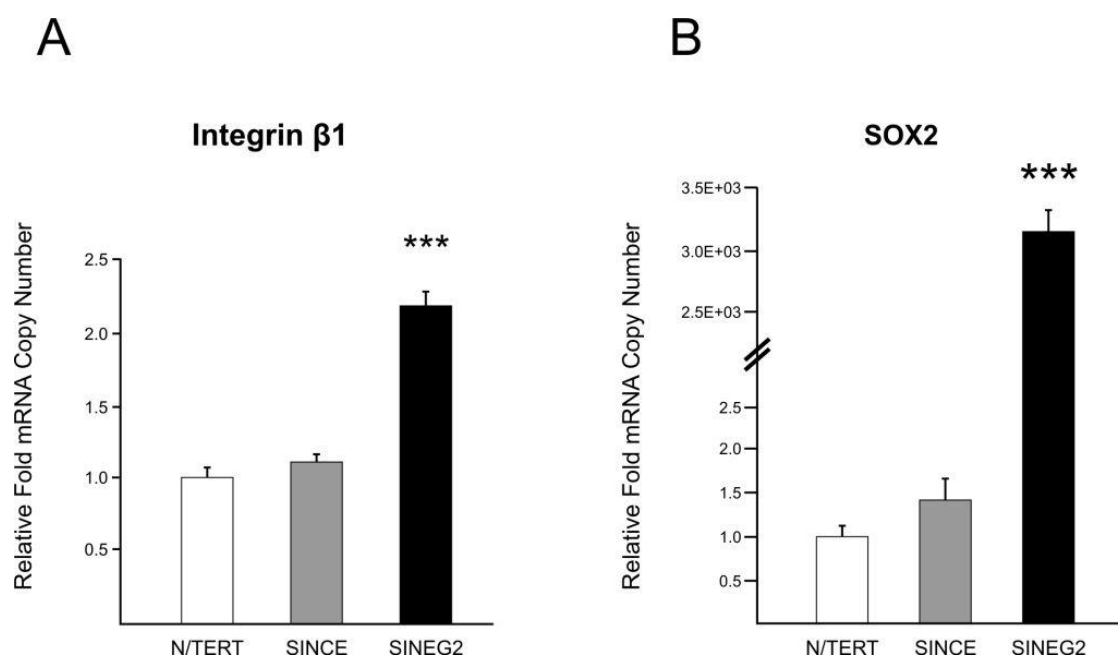 A
Integrin β1
Relative Fold mRNA Copy Number
2.5
2.0
1.5
1.0
0.5
***
N/TERT SINCE SINEG2
B
SOX2
Relative Fold mRNA Copy Number
3.5E+03
3.0E+03
2.5E+03
2.5
2.0
1.5
1.0
0.5
***
N/TERT SINCE SINEG2